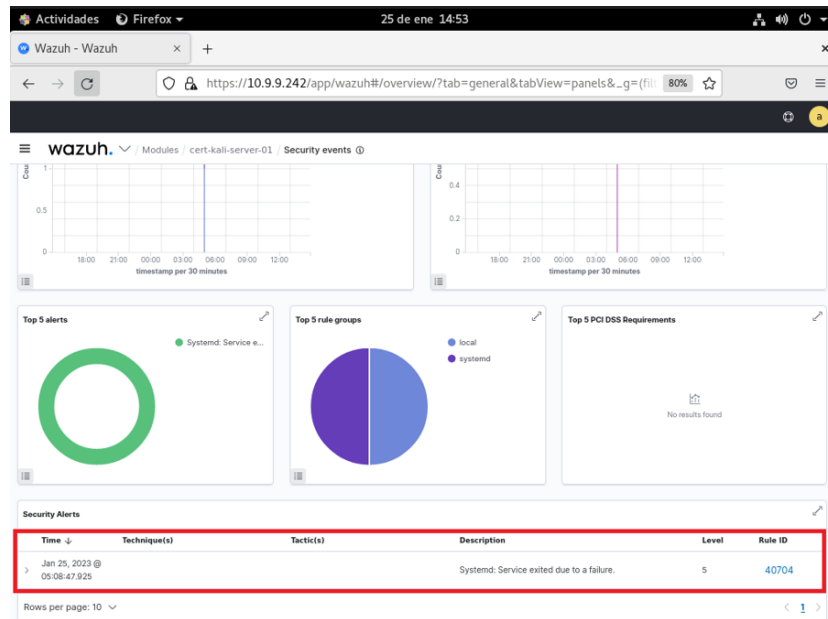 Actividades Firefox 25 de ene 14:53
Wazuh - Wazuh × +
https://10.9.9.242/app/wazuh#/overview/?tab=general&tabView=panels&_g=(fil 80%
a
wazuh. / Modules / cert-kali-server-01 / Security events
Cou
1
0.5
0
18:00 21:00 00:00 03:00 06:00 09:00 12:00
timestamp per 30 minutes
Cou
0.4
0.2
0
18:00 21:00 00:00 03:00 06:00 09:00 12:00
timestamp per 30 minutes
Top 5 alerts
Systemd: Service e...
Top 5 rule groups
local
systemd
Top 5 PCI DSS Requirements
No results found
Security Alerts
Time Technique(s) Tactic(s) Description Level Rule ID
Jan 25, 2023 @
05:08:47.925 Systemd: Service exited due to a failure. 5 40704
Rows per page: 10 < 1 >